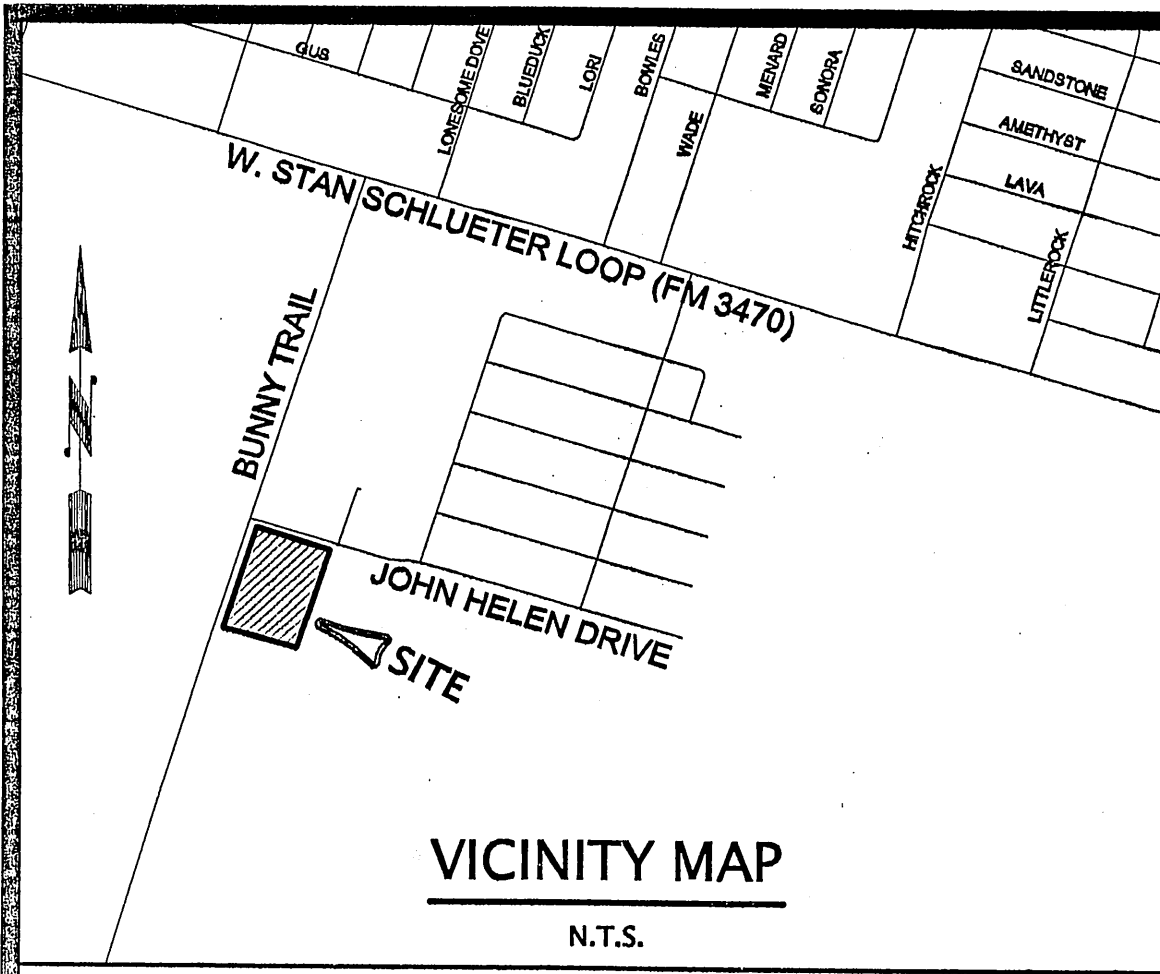 GUS
LONESOME DOVE
BLUEDUCK
LORI
BOWLES
WADE
MENARD
SONORA
SANDSTONE
AMETHYST
LAVA
HITCHROCK
LITTLEROCK
W. STAN SCHLUETER LOOP (FM 3470)
BUNNY TRAIL
N
JOHN HELEN DRIVE
SITE
VICINITY MAP
N.T.S.